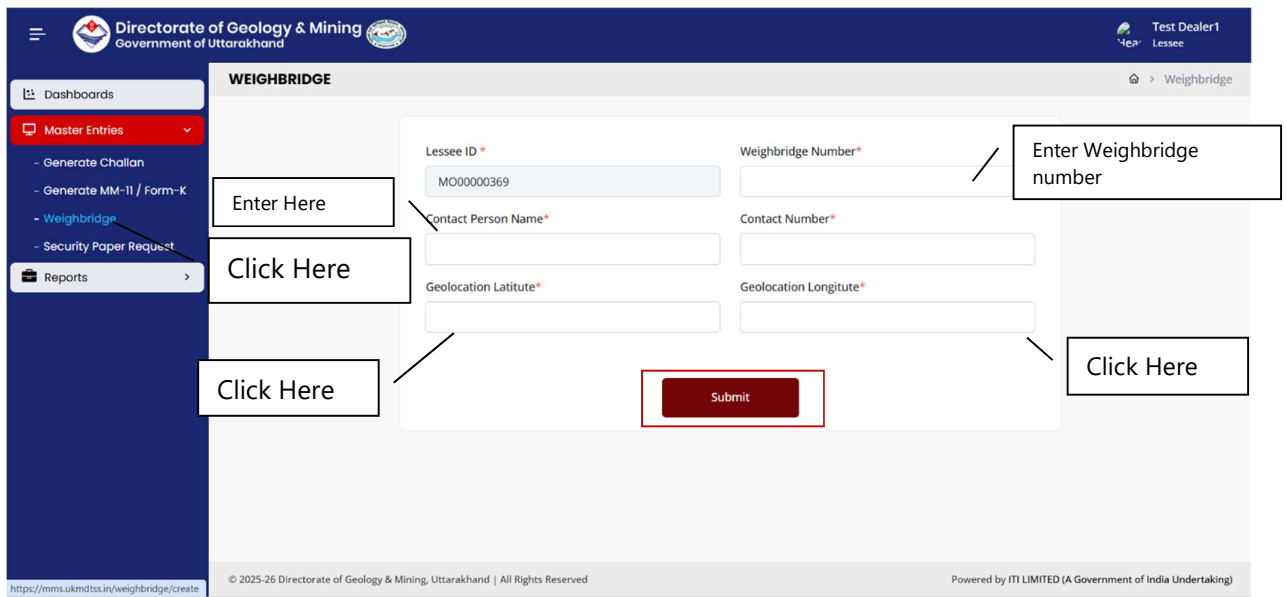 Directorate of Geology & Mining
Government of Uttarakhand
Test Dealer1
Lessee
Dashboards
Master Entries
- Generate Challan
- Generate MM-11 / Form-K
- Weighbridge
- Security Paper Request
Reports
WEIGHBRIDGE
> Weighbridge
Lessee ID *
MO00000369
Weighbridge Number*
Enter Weighbridge
number
Enter Here
Contact Person Name*
Contact Number*
Click Here
Geolocation Latitute*
Geolocation Longitute*
Click Here
Click Here
Submit
© 2025-26 Directorate of Geology & Mining, Uttarakhand | All Rights Reserved
Powered by ITI LIMITED (A Government of India Undertaking)
https://mms.ukmdtss.in/weighbridge/create